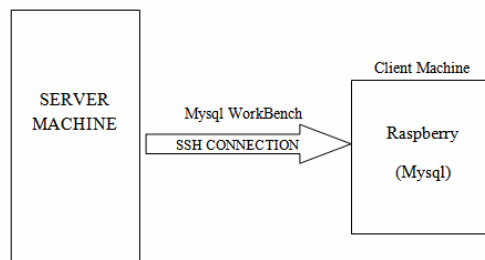 SERVER
MACHINE
Mysql WorkBench
SSH CONNECTION
Client Machine
Raspberry
(Mysql)